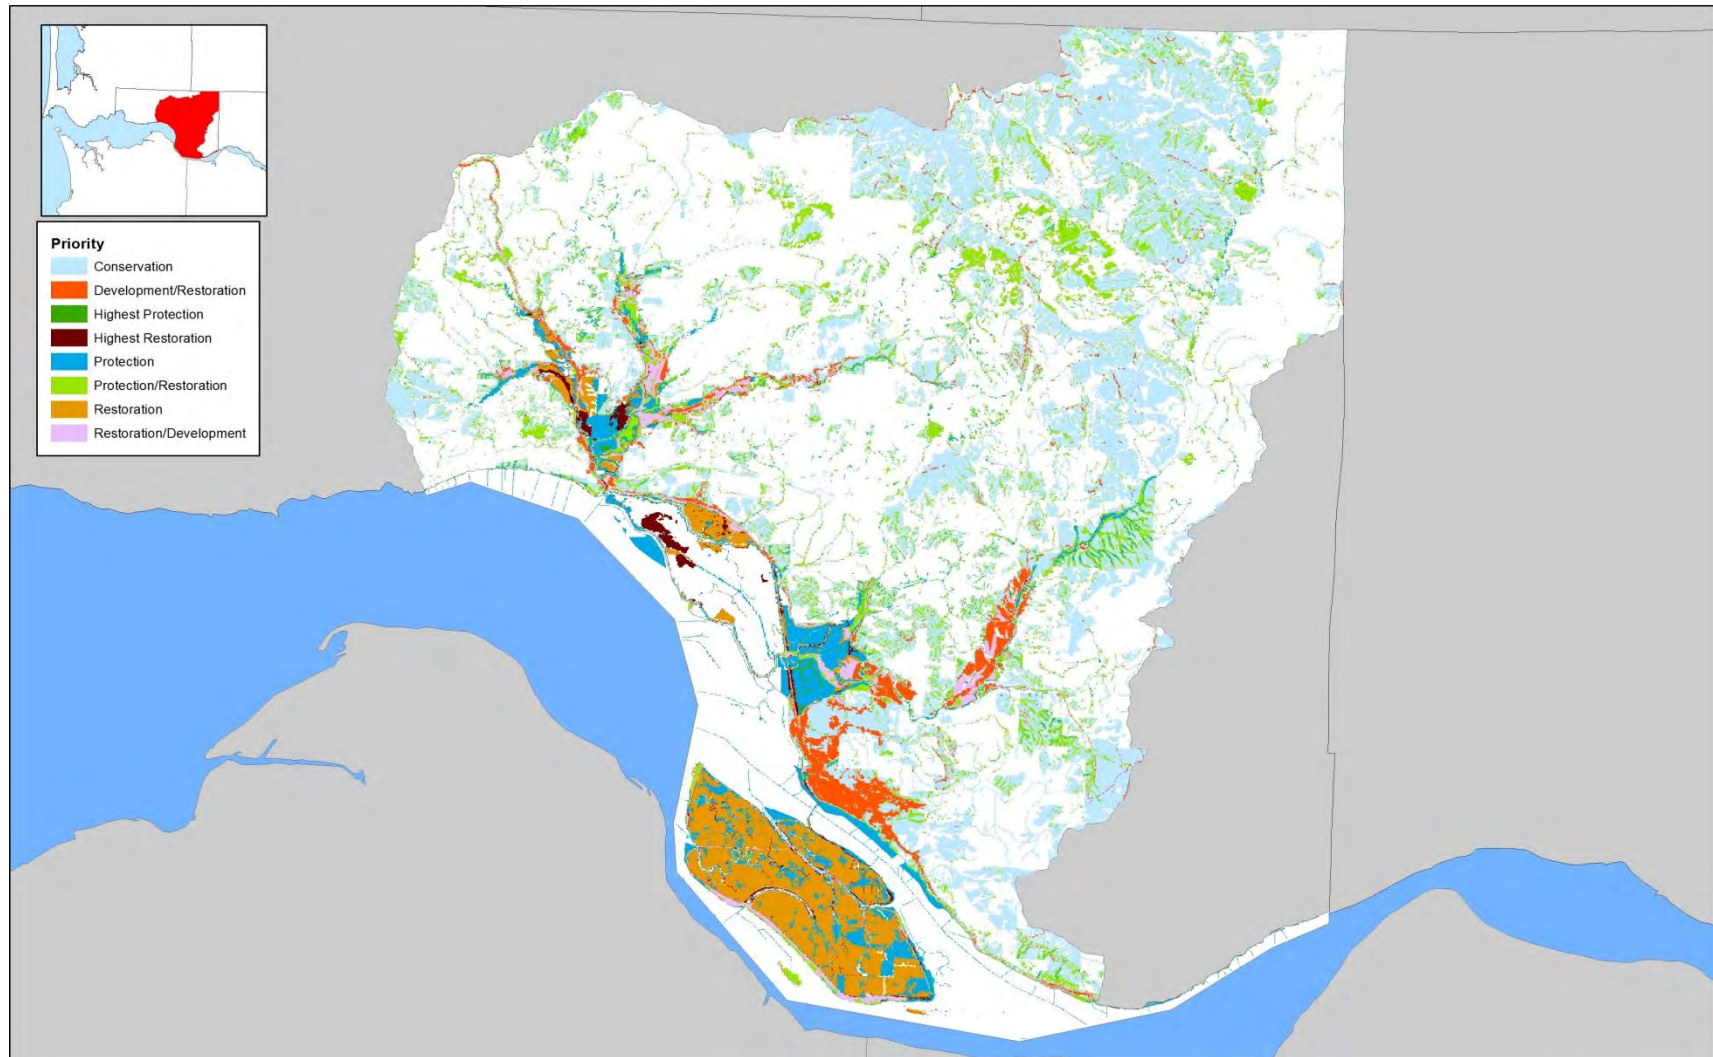 Priority
Conservation
Development/Restoration
Highest Protection
Highest Restoration
Protection
Protection/Restoration
Restoration
Restoration/Development